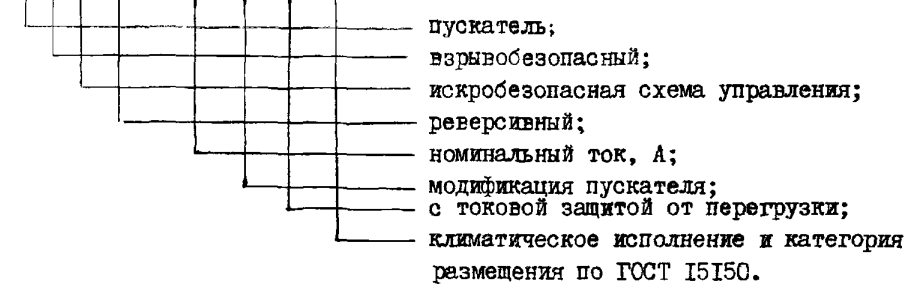 пускатель;
взрывобезопасный;
искробезопасная схема управления;
реверсивный;
номинальный ток, А;
модификация пускателя;
с токовой защитой от перегрузки;
климатическое исполнение и категория
размещения по ГОСТ I5I50.